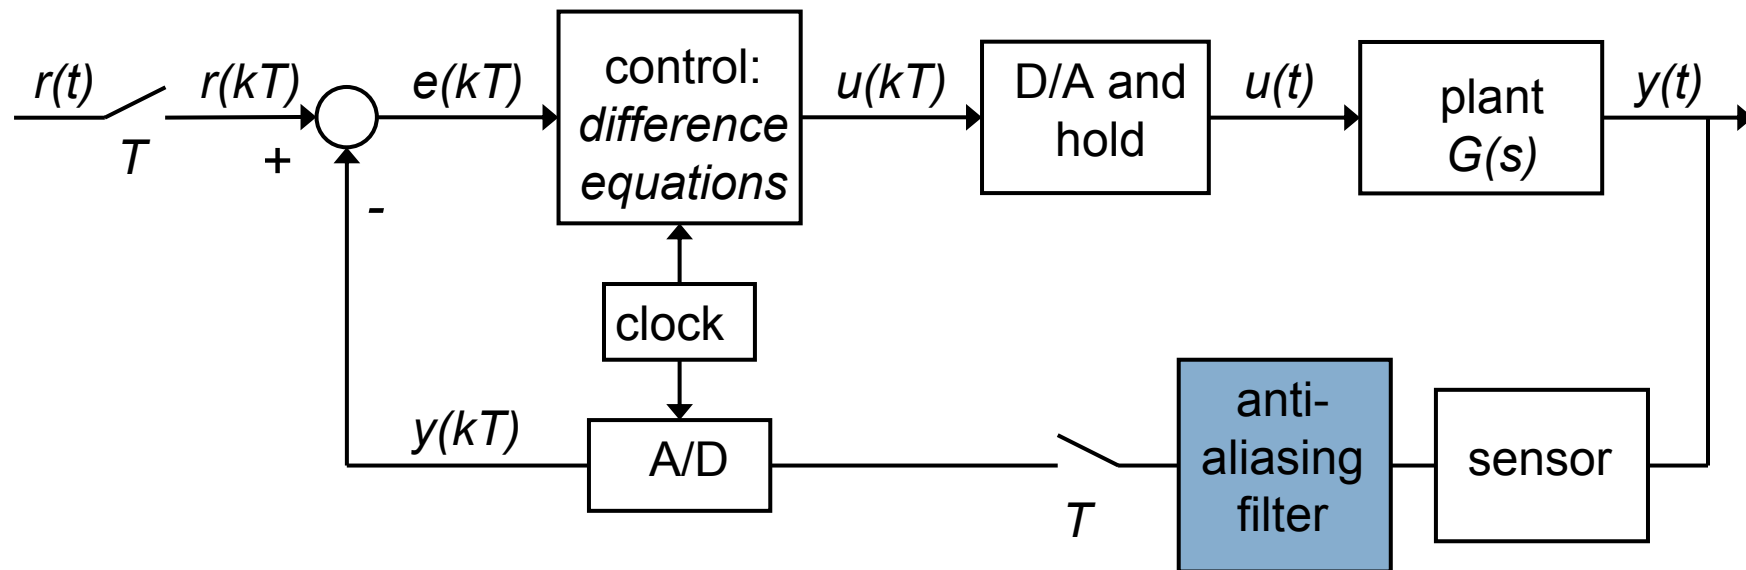 r(t)
T
r(kT)
+
-
e(kT)
control:
difference
equations
u(kT)
D/A and
hold
u(t)
plant
G(s)
y(t)
clock
y(kT)
A/D
T
anti-
aliasing
filter
sensor